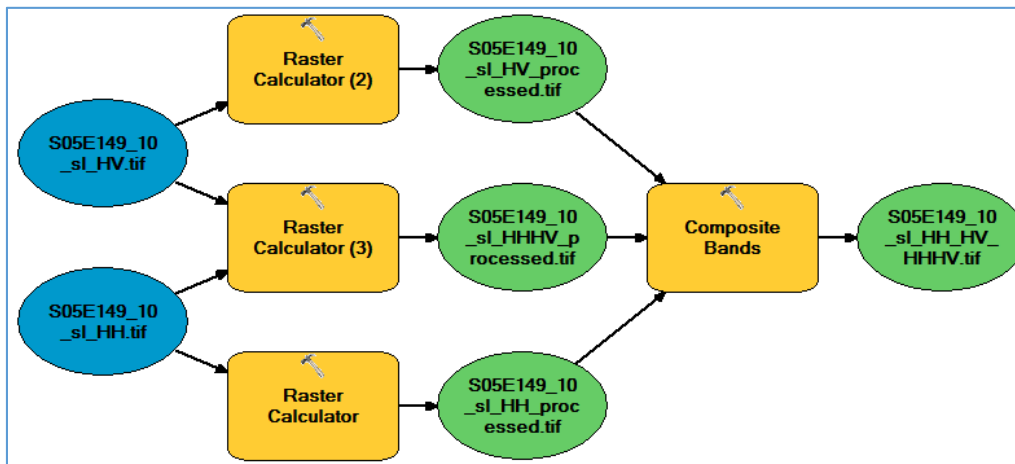 S05E149_10
_sl_HV.tif
S05E149_10
_sl_HH.tif
Raster
Calculator (2)
Raster
Calculator (3)
Raster
Calculator
S05E149_10
_sl_HV_proc
essed.tif
S05E149_10
_sl_HHHV_p
rocessed.tif
S05E149_10
_sl_HH_proc
essed.tif
Composite
Bands
S05E149_10
_sl_HH_HV_
HHHV.tif